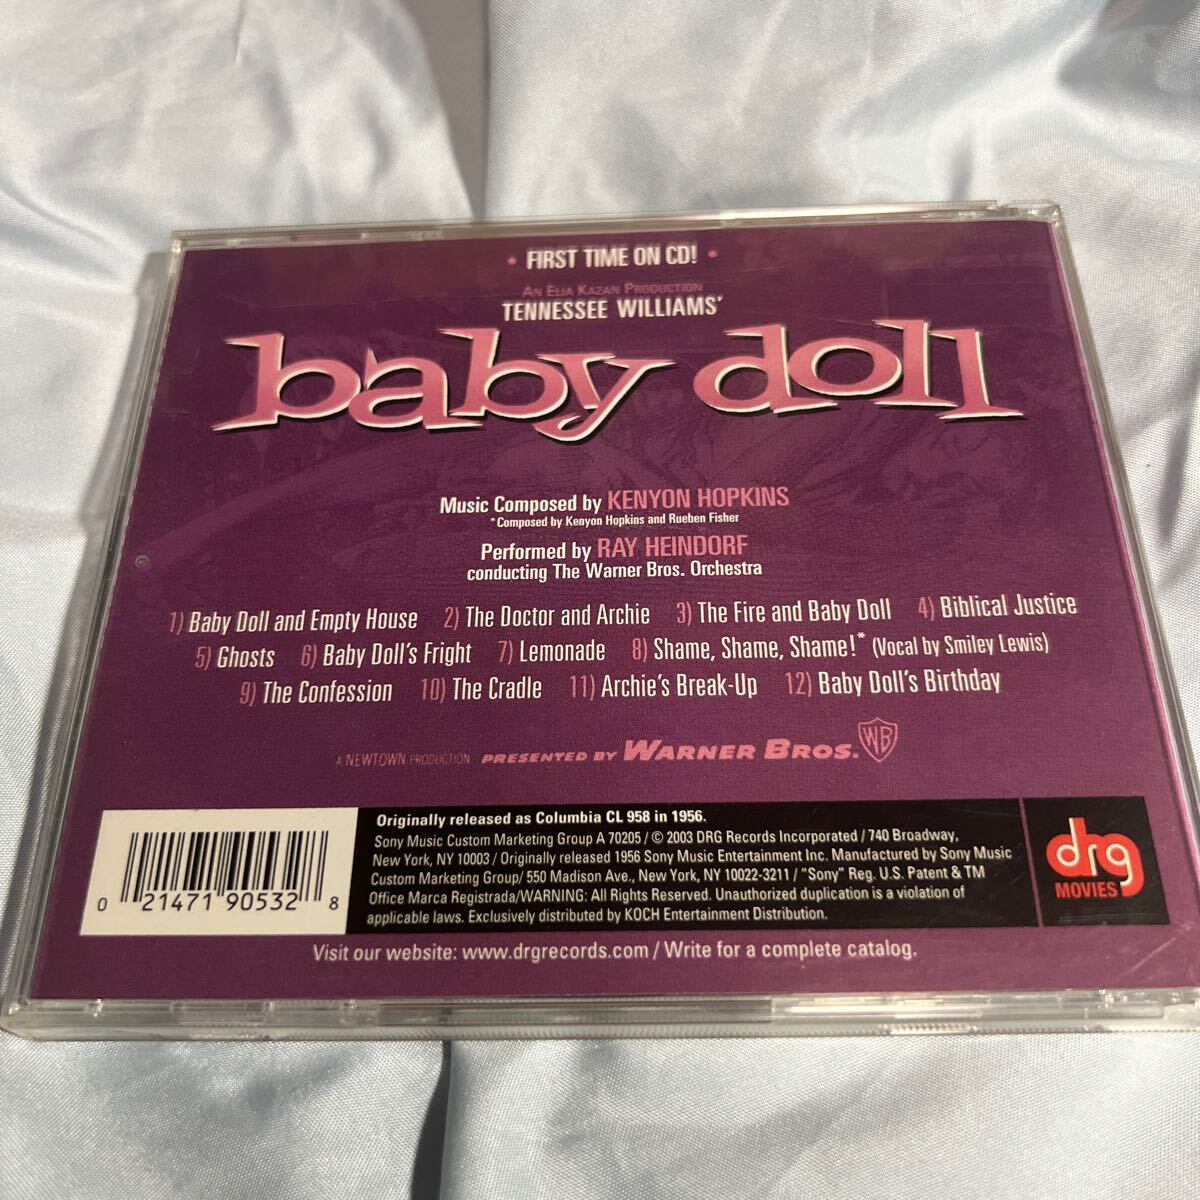 • FIRST TIME ON CD! •
AN ELIA KAZAN PRODUCTION
TENNESSEE WILLIAMS'
baby doll
Music Composed by KENYON HOPKINS
*Composed by Kenyon Hopkins and Rueben Fisher
Performed by RAY HEINDORF
conducting The Warner Bros. Orchestra
1) Baby Doll and Empty House 2) The Doctor and Archie 3) The Fire and Baby Doll 4) Biblical Justice
5) Ghosts 6) Baby Doll's Fright 7) Lemonade 8) Shame, Shame, Shame!* (Vocal by Smiley Lewis)
9) The Confession 10) The Cradle 11) Archie's Break-Up 12) Baby Doll's Birthday
A NEWTOWN PRODUCTION PRESENTED BY WARNER BROS. WB
Originally released as Columbia CL 958 in 1956.
Sony Music Custom Marketing Group A 70205 / © 2003 DRG Records Incorporated / 740 Broadway,
New York, NY 10003 / Originally released 1956 Sony Music Entertainment Inc. Manufactured by Sony Music
Custom Marketing Group/ 550 Madison Ave., New York, NY 10022-3211 / "Sony" Reg. U.S. Patent & TM
Office Marca Registrada/WARNING: All Rights Reserved. Unauthorized duplication is a violation of
applicable laws. Exclusively distributed by KOCH Entertainment Distribution.
drg
MOVIES
0 21471 90532 8
Visit our website: www.drgrecords.com / Write for a complete catalog.